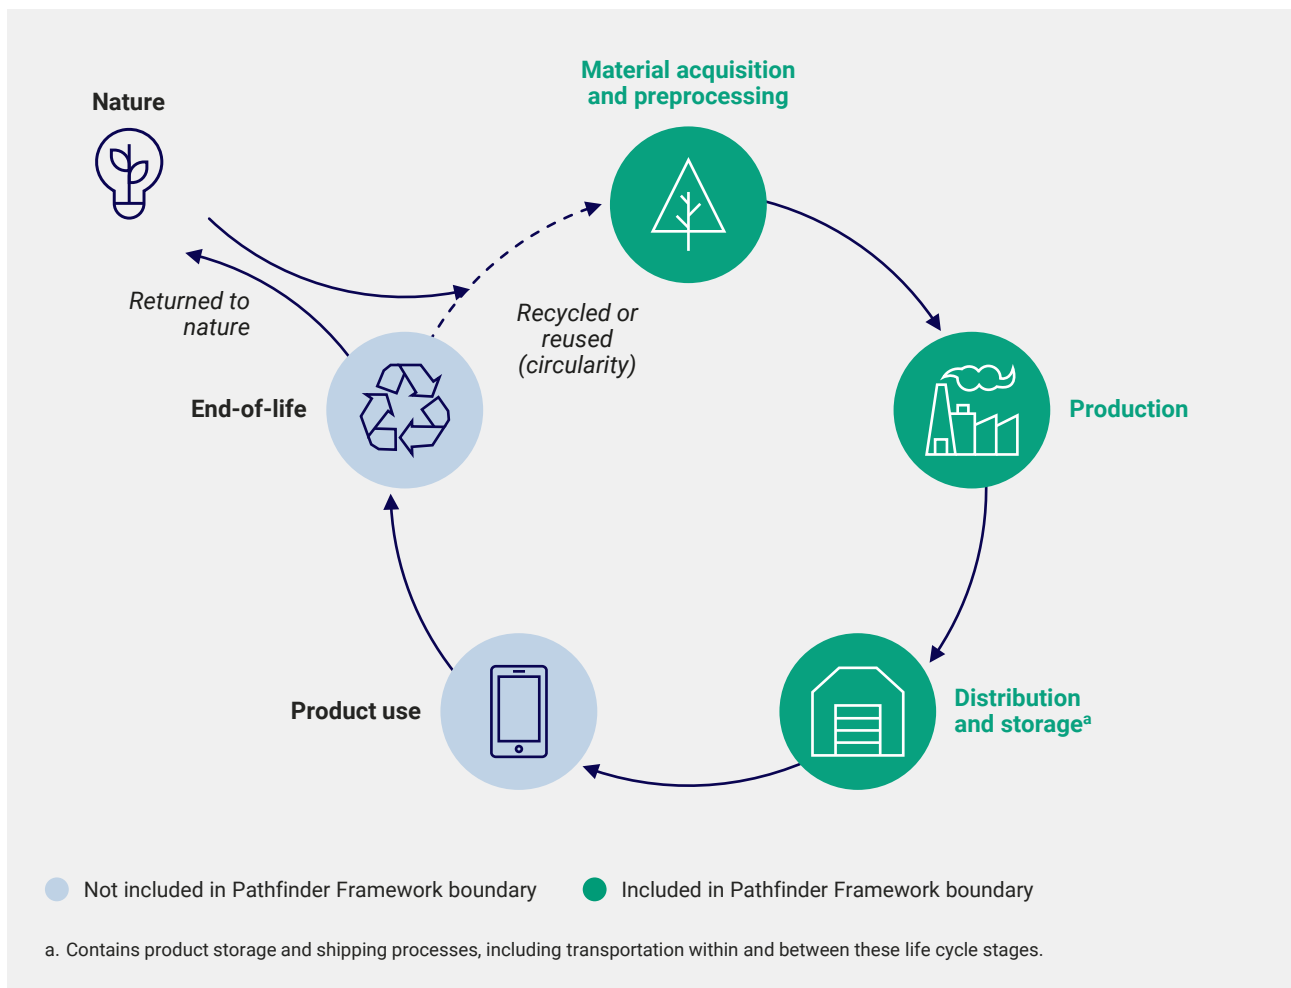 Material acquisition
and preprocessing
Nature
Returned to
nature
Recycled or
reused
(circularity)
End-of-life
Production
Product use
Distribution
and storageᵃ
Not included in Pathfinder Framework boundary
Included in Pathfinder Framework boundary
a. Contains product storage and shipping processes, including transportation within and between these life cycle stages.